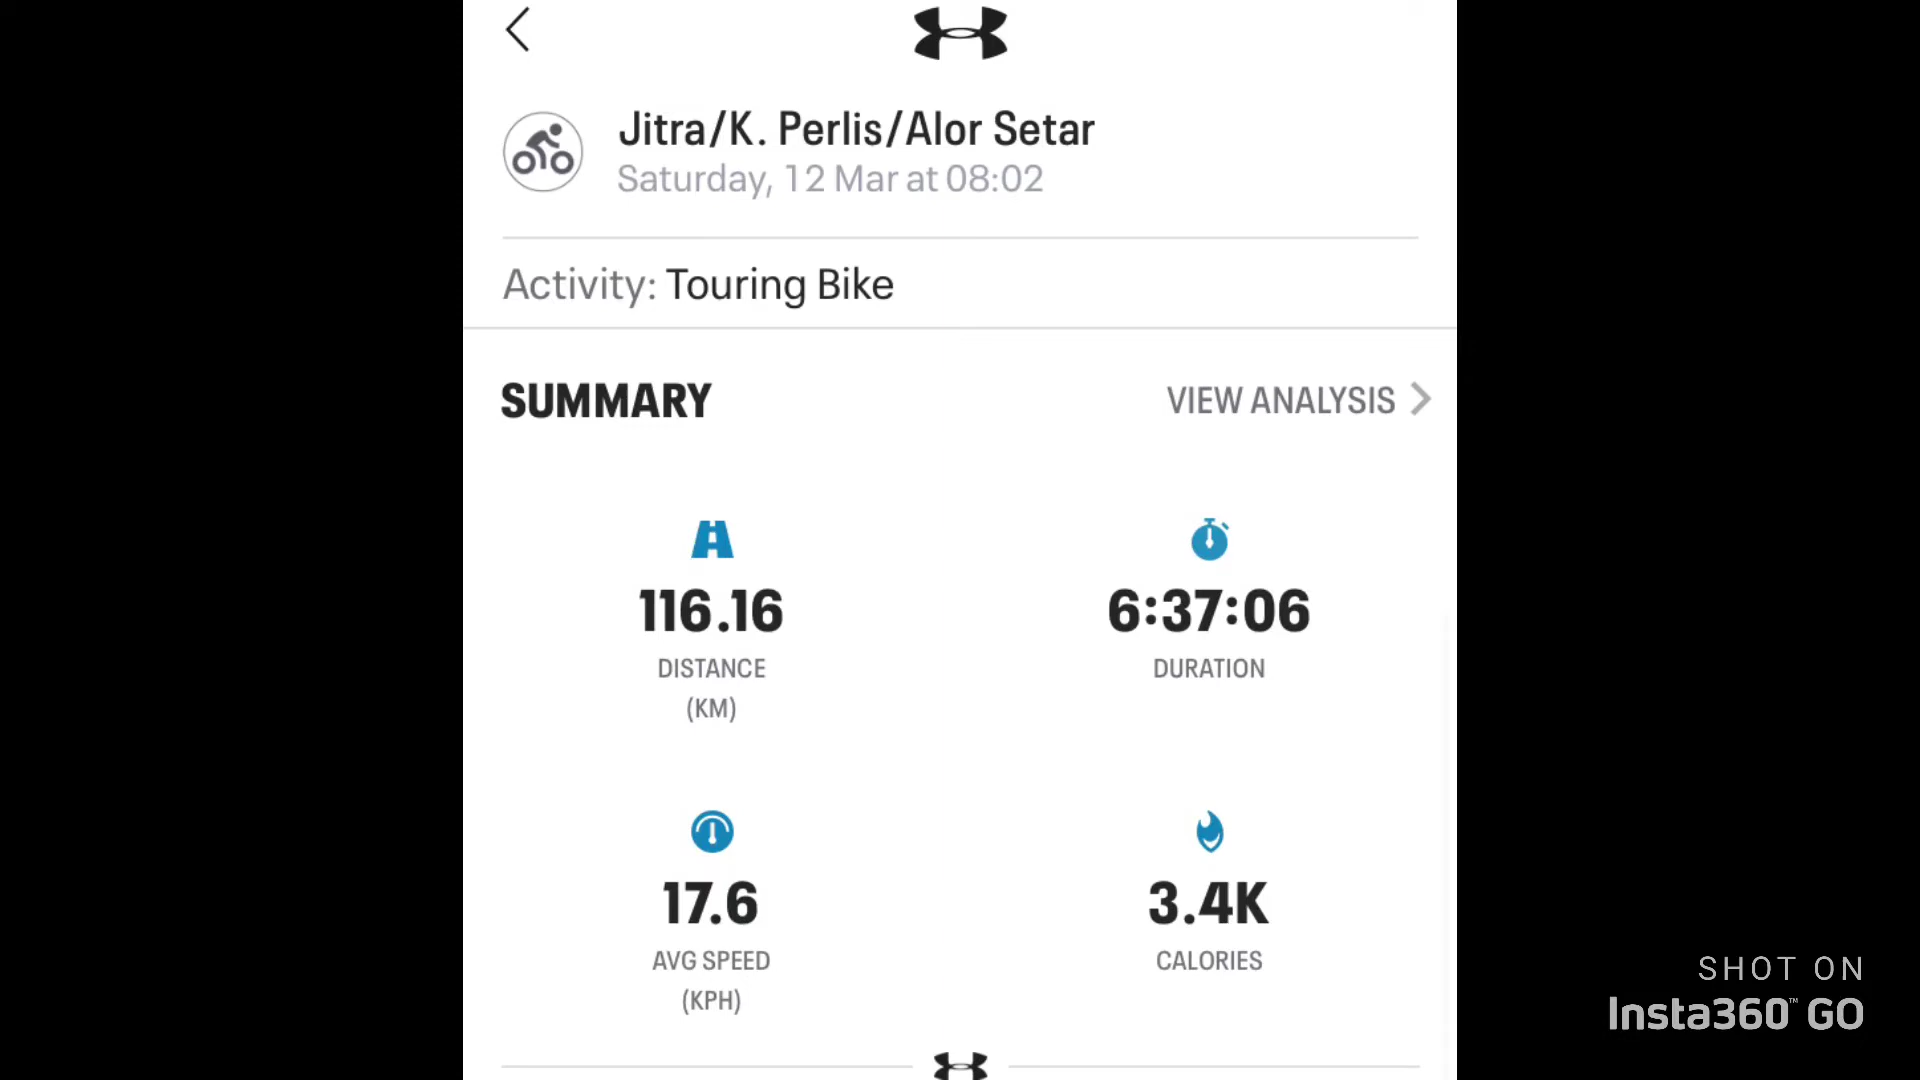 Jitra/K. Perlis/Alor Setar
Saturday, 12 Mar at 08:02
Activity: Touring Bike
SUMMARY
VIEW ANALYSIS
116.16
DISTANCE
(KM)
6:37:06
DURATION
17.6
AVG SPEED
(KPH)
3.4K
CALORIES
SHOT ON
Insta360™ GO